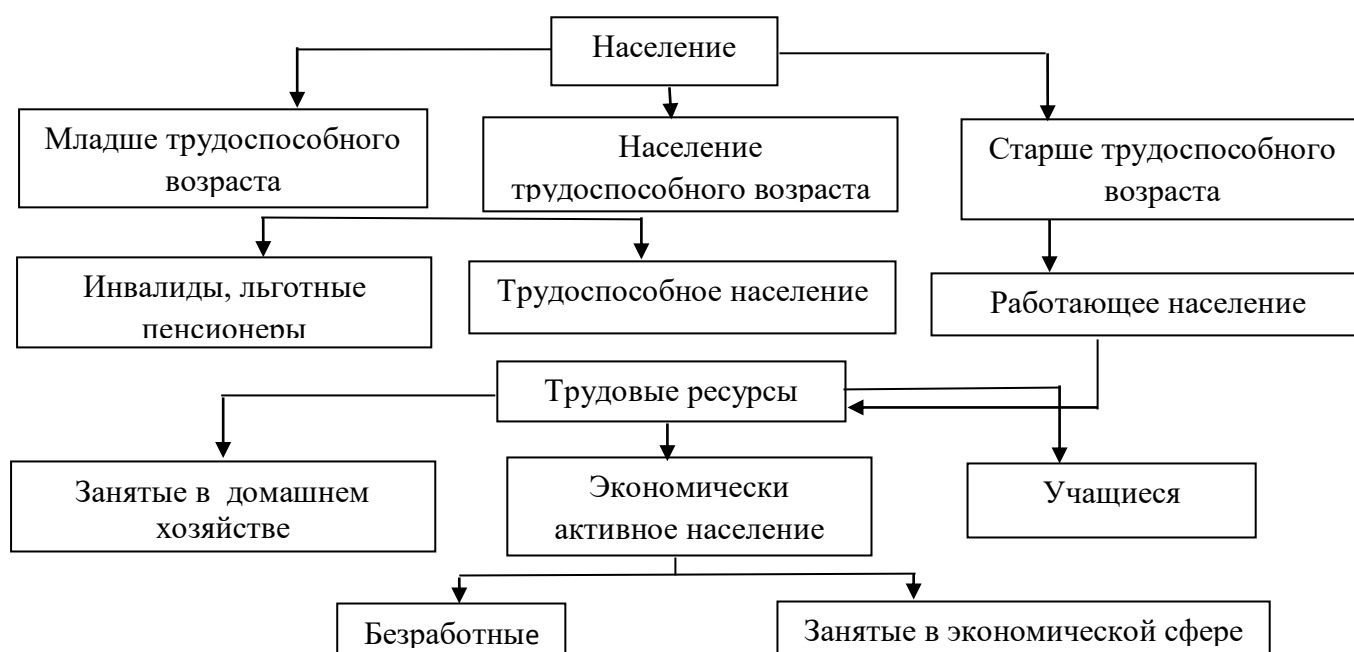 Население
Младше трудоспособного
возраста
Население
трудоспособного возраста
Старше трудоспособного
возраста
Инвалиды, льготные
пенсионеры
Трудоспособное население
Работающее население
Трудовые ресурсы
Занятые в домашнем
хозяйстве
Экономически
активное население
Учащиеся
Безработные
Занятые в экономической сфере